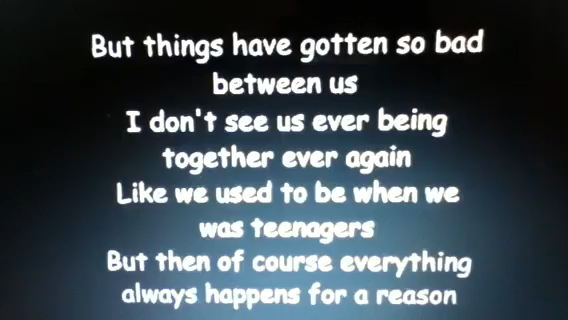 But things have gotten so bad
between us
I don't see us ever being
together ever again
Like we used to be when we
was teenagers
But then of course everything
always happens for a reason